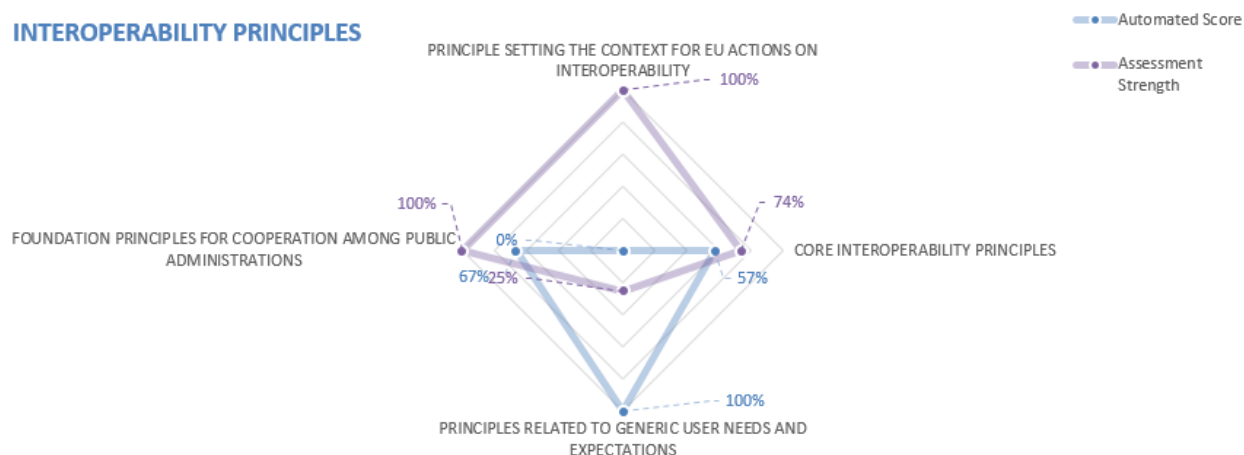 INTEROPERABILITY PRINCIPLES
Automated Score
Assessment
Strength
PRINCIPLE SETTING THE CONTEXT FOR EU ACTIONS ON
INTEROPERABILITY
100%
100%
74%
FOUNDATION PRINCIPLES FOR COOPERATION AMONG PUBLIC
ADMINISTRATIONS
0%
CORE INTEROPERABILITY PRINCIPLES
67%
25%
57%
100%
PRINCIPLES RELATED TO GENERIC USER NEEDS AND
EXPECTATIONS